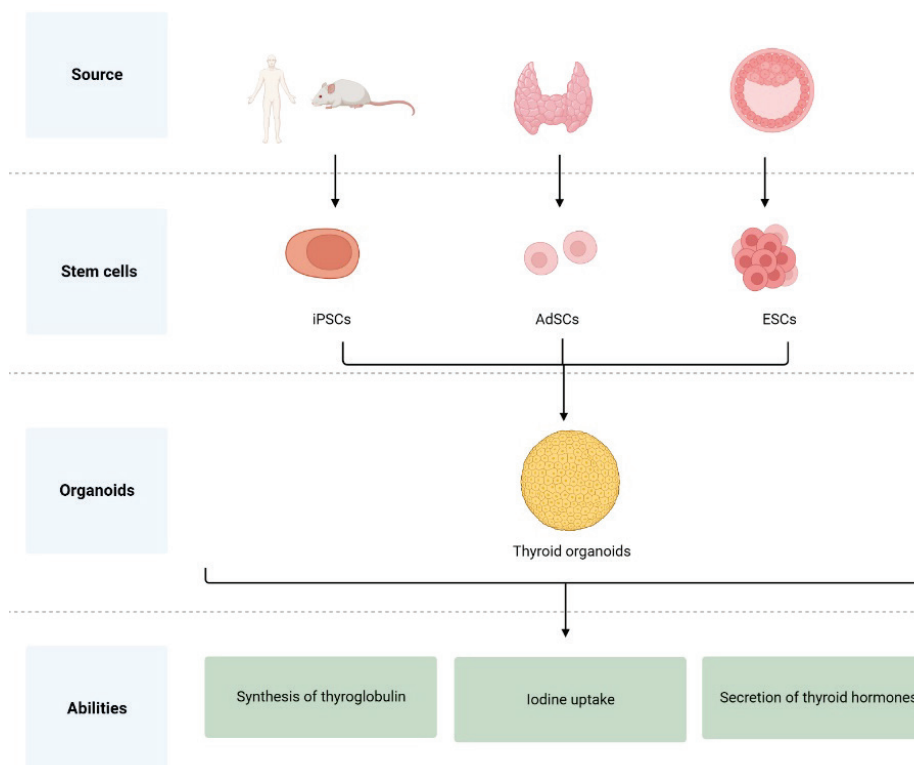 Source
Stem cells
iPSCs
AdSCs
ESCs
Organoids
Thyroid organoids
Abilities
Synthesis of thyroglobulin
Iodine uptake
Secretion of thyroid hormones